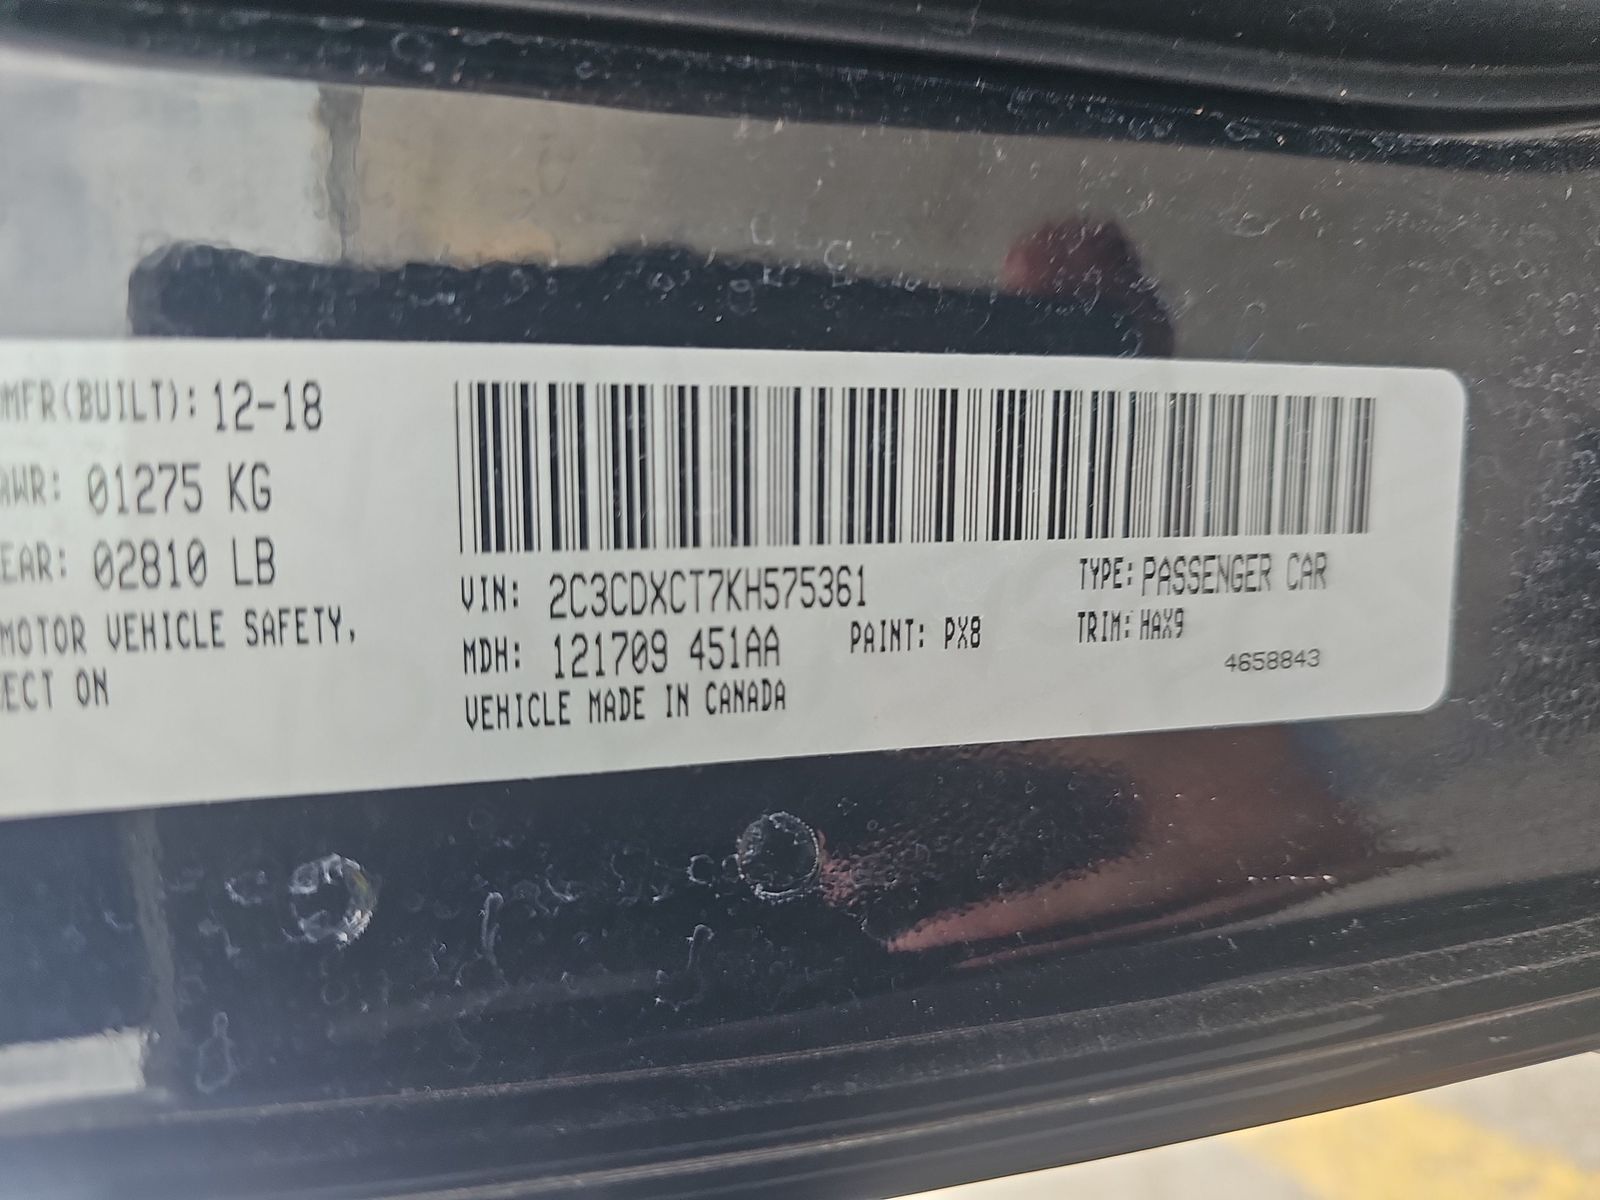 MFR(BUILT): 12-18
AWR: 01275 KG
EAR: 02810 LB
MOTOR VEHICLE SAFETY,
ECT ON
VIN: 2C3CDXCT7KH575361
TYPE: PASSENGER CAR
MDH: 121709 451AA
PAINT: PX8
TRIM: HAX9
VEHICLE MADE IN CANADA
4658843